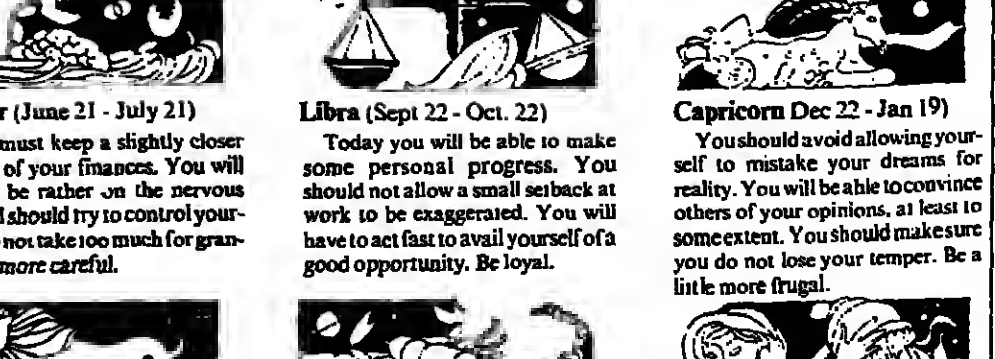 r (June 21 - July 21)
must keep a slightly closer
of your finances. You will
be rather on the nervous
should try to control your-
not take too much for gran-
more careful.
Libra (Sept 22 - Oct. 22)
Today you will be able to make
some personal progress. You
should not allow a small setback at
work to be exaggerated. You will
have to act fast to avail yourself of a
good opportunity. Be loyal.
Capricorn Dec 22 - Jan 19)
You should avoid allowing your-
self to mistake your dreams for
reality. You will be able to convince
others of your opinions, at least to
some extent. You should make sure
you do not lose your temper. Be a
little more frugal.